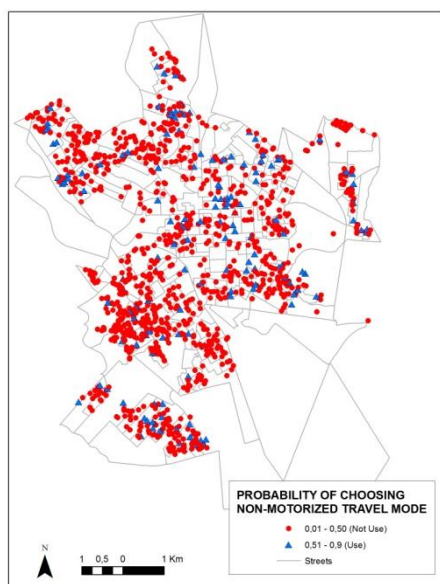 PROBABILITY OF CHOOSING
NON-MOTORIZED TRAVEL MODE
0,01 - 0,50 (Not Use)
0,51 - 0,9 (Use)
Streets
N
1 0,5 0 1 Km